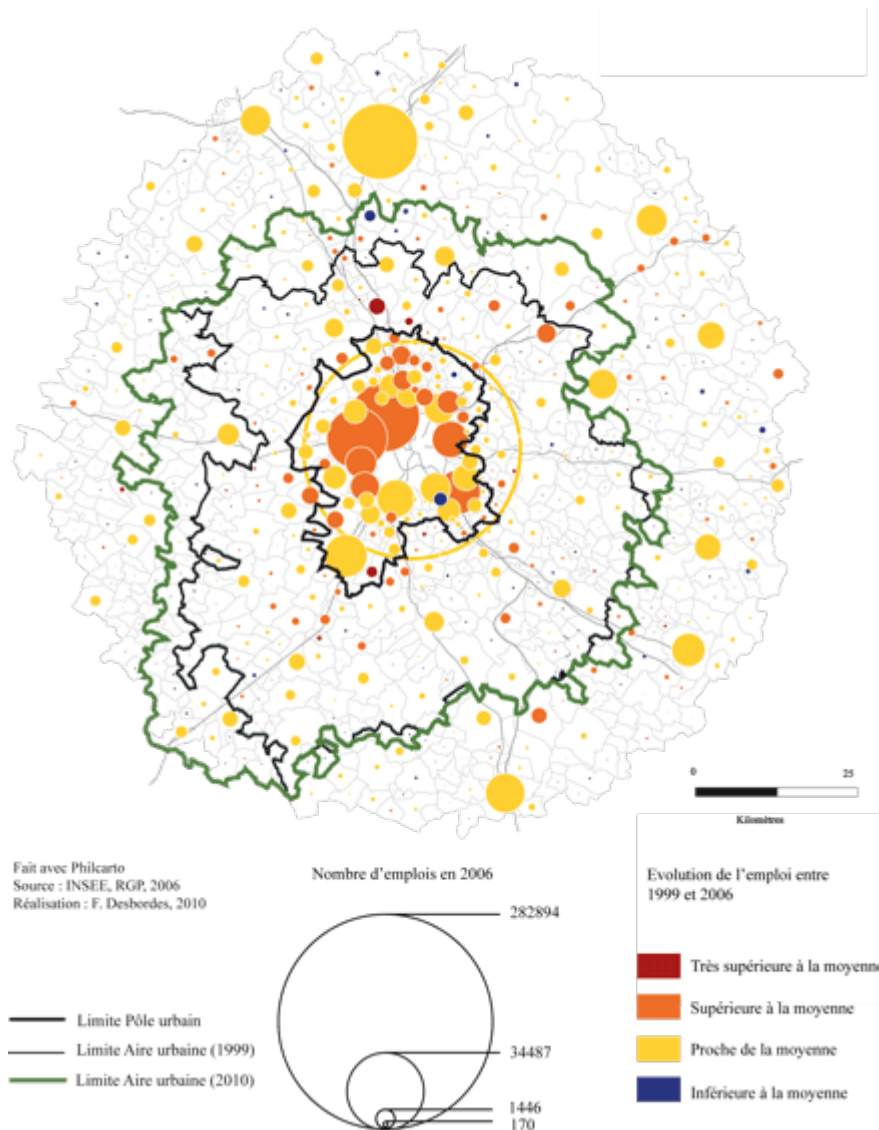 0
25
Kilomètres
Fait avec Philcarto
Source : INSEE, RGP, 2006
Réalisation : F. Desbordes, 2010
Nombre d'emplois en 2006
282894
34487
1446
170
Limite Pôle urbain
Limite Aire urbaine (1999)
Limite Aire urbaine (2010)
Evolution de l'emploi entre
1999 et 2006
Très supérieure à la moyenne
Supérieure à la moyenne
Proche de la moyenne
Inférieure à la moyenne